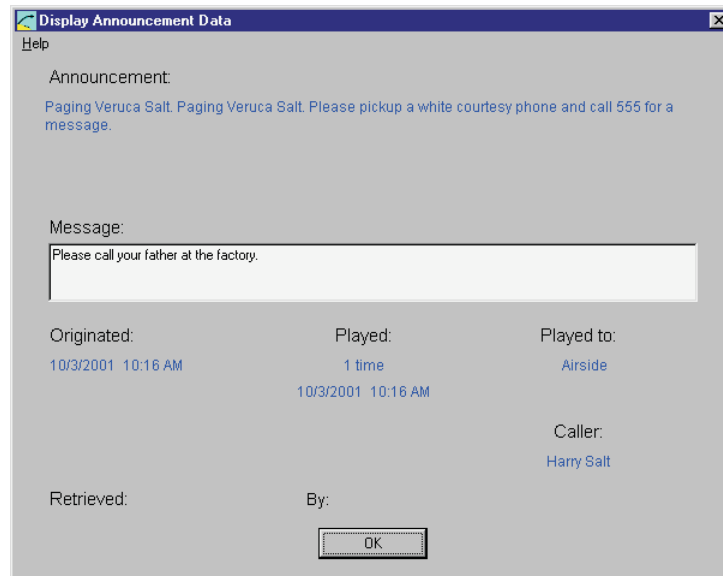 Display Announcement Data
Help
Announcement:
Paging Veruca Salt. Paging Veruca Salt. Please pickup a white courtesy phone and call 555 for a
message.
Message:
Please call your father at the factory.
Originated: Played: Played to:
10/3/2001 10:16 AM 1 time Airside
10/3/2001 10:16 AM
Caller:
Harry Salt
Retrieved: By:
OK